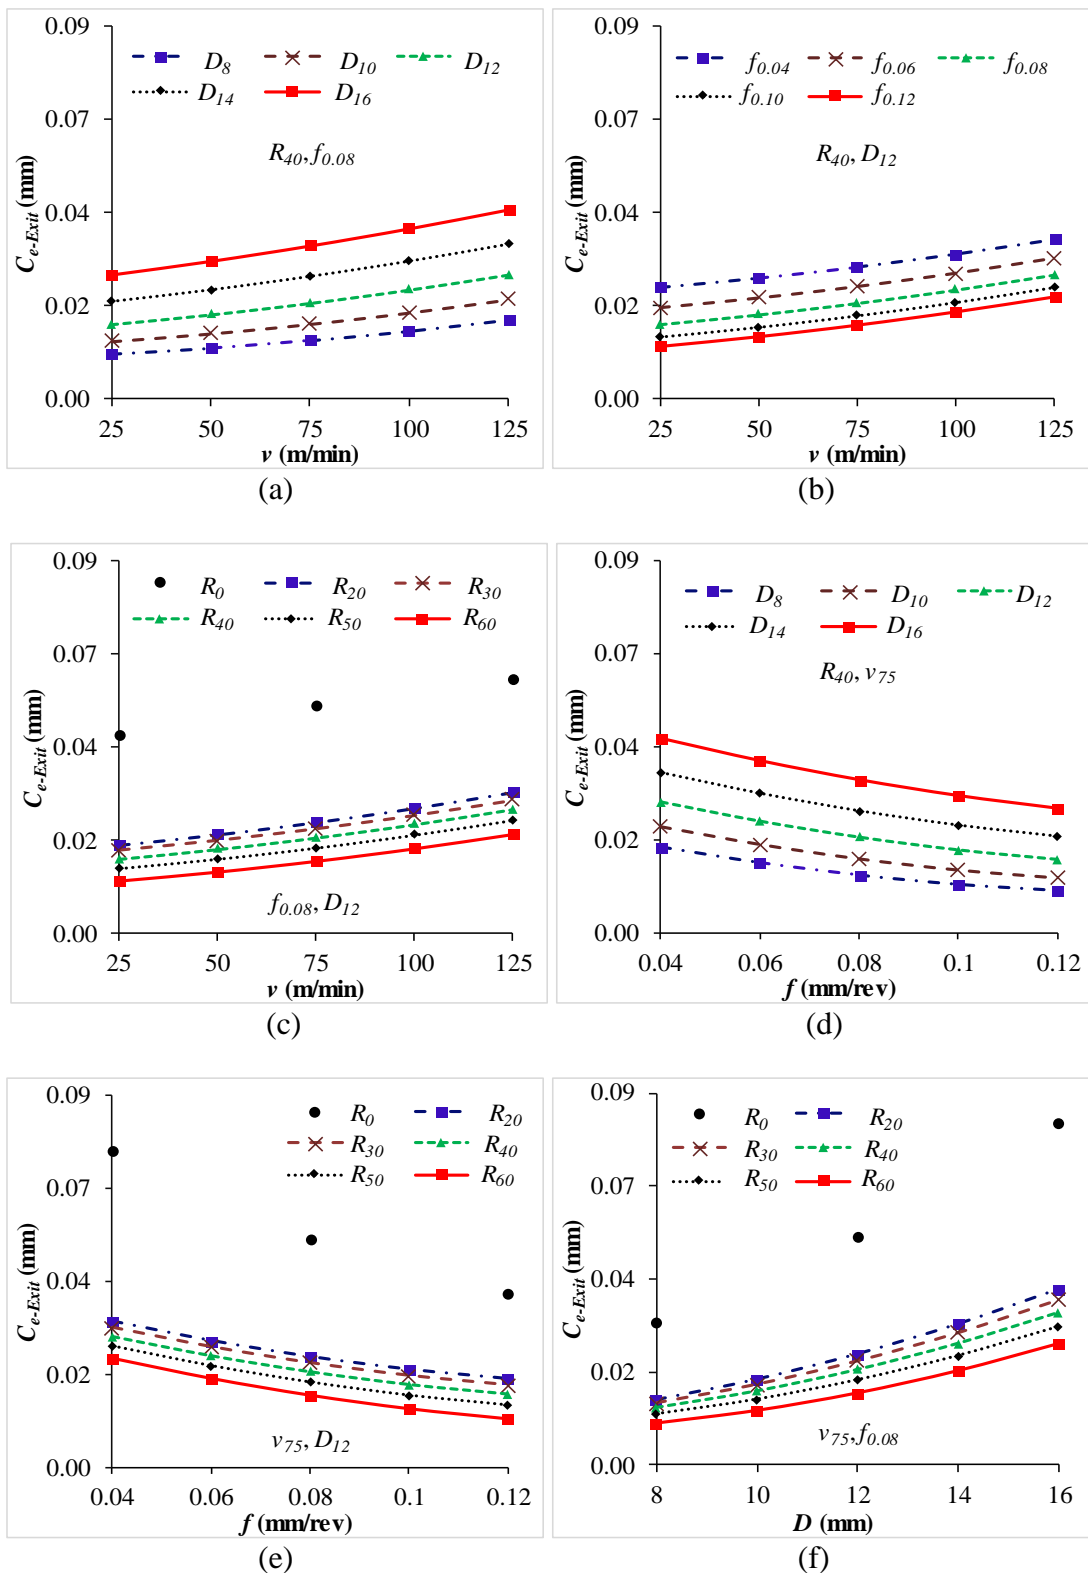 0.09
D8 D10 D12
D14 D16
0.07
R40, f0.08
0.04
0.02
0.00
25 50 75 100 125
Ce-Exit (mm)
v (m/min)
(a)
0.09
f0.04 f0.06 f0.08
f0.10 f0.12
0.07
R40, D12
0.04
0.02
0.00
25 50 75 100 125
Ce-Exit (mm)
v (m/min)
(b)
0.09
R0 R20 R30
R40 R50 R60
0.07
0.04
0.02
f0.08, D12
0.00
25 50 75 100 125
Ce-Exit (mm)
v (m/min)
(c)
0.09
D8 D10 D12
D14 D16
0.07
R40, v75
0.04
0.02
0.00
0.04 0.06 0.08 0.1 0.12
Ce-Exit (mm)
f (mm/rev)
(d)
0.09
R0 R20
R30 R40
R50 R60
0.07
0.04
0.02
v75, D12
0.00
0.04 0.06 0.08 0.1 0.12
Ce-Exit (mm)
f (mm/rev)
(e)
0.09
R0 R20
R30 R40
R50 R60
0.07
0.04
0.02
v75, f0.08
0.00
8 10 12 14 16
Ce-Exit (mm)
D (mm)
(f)